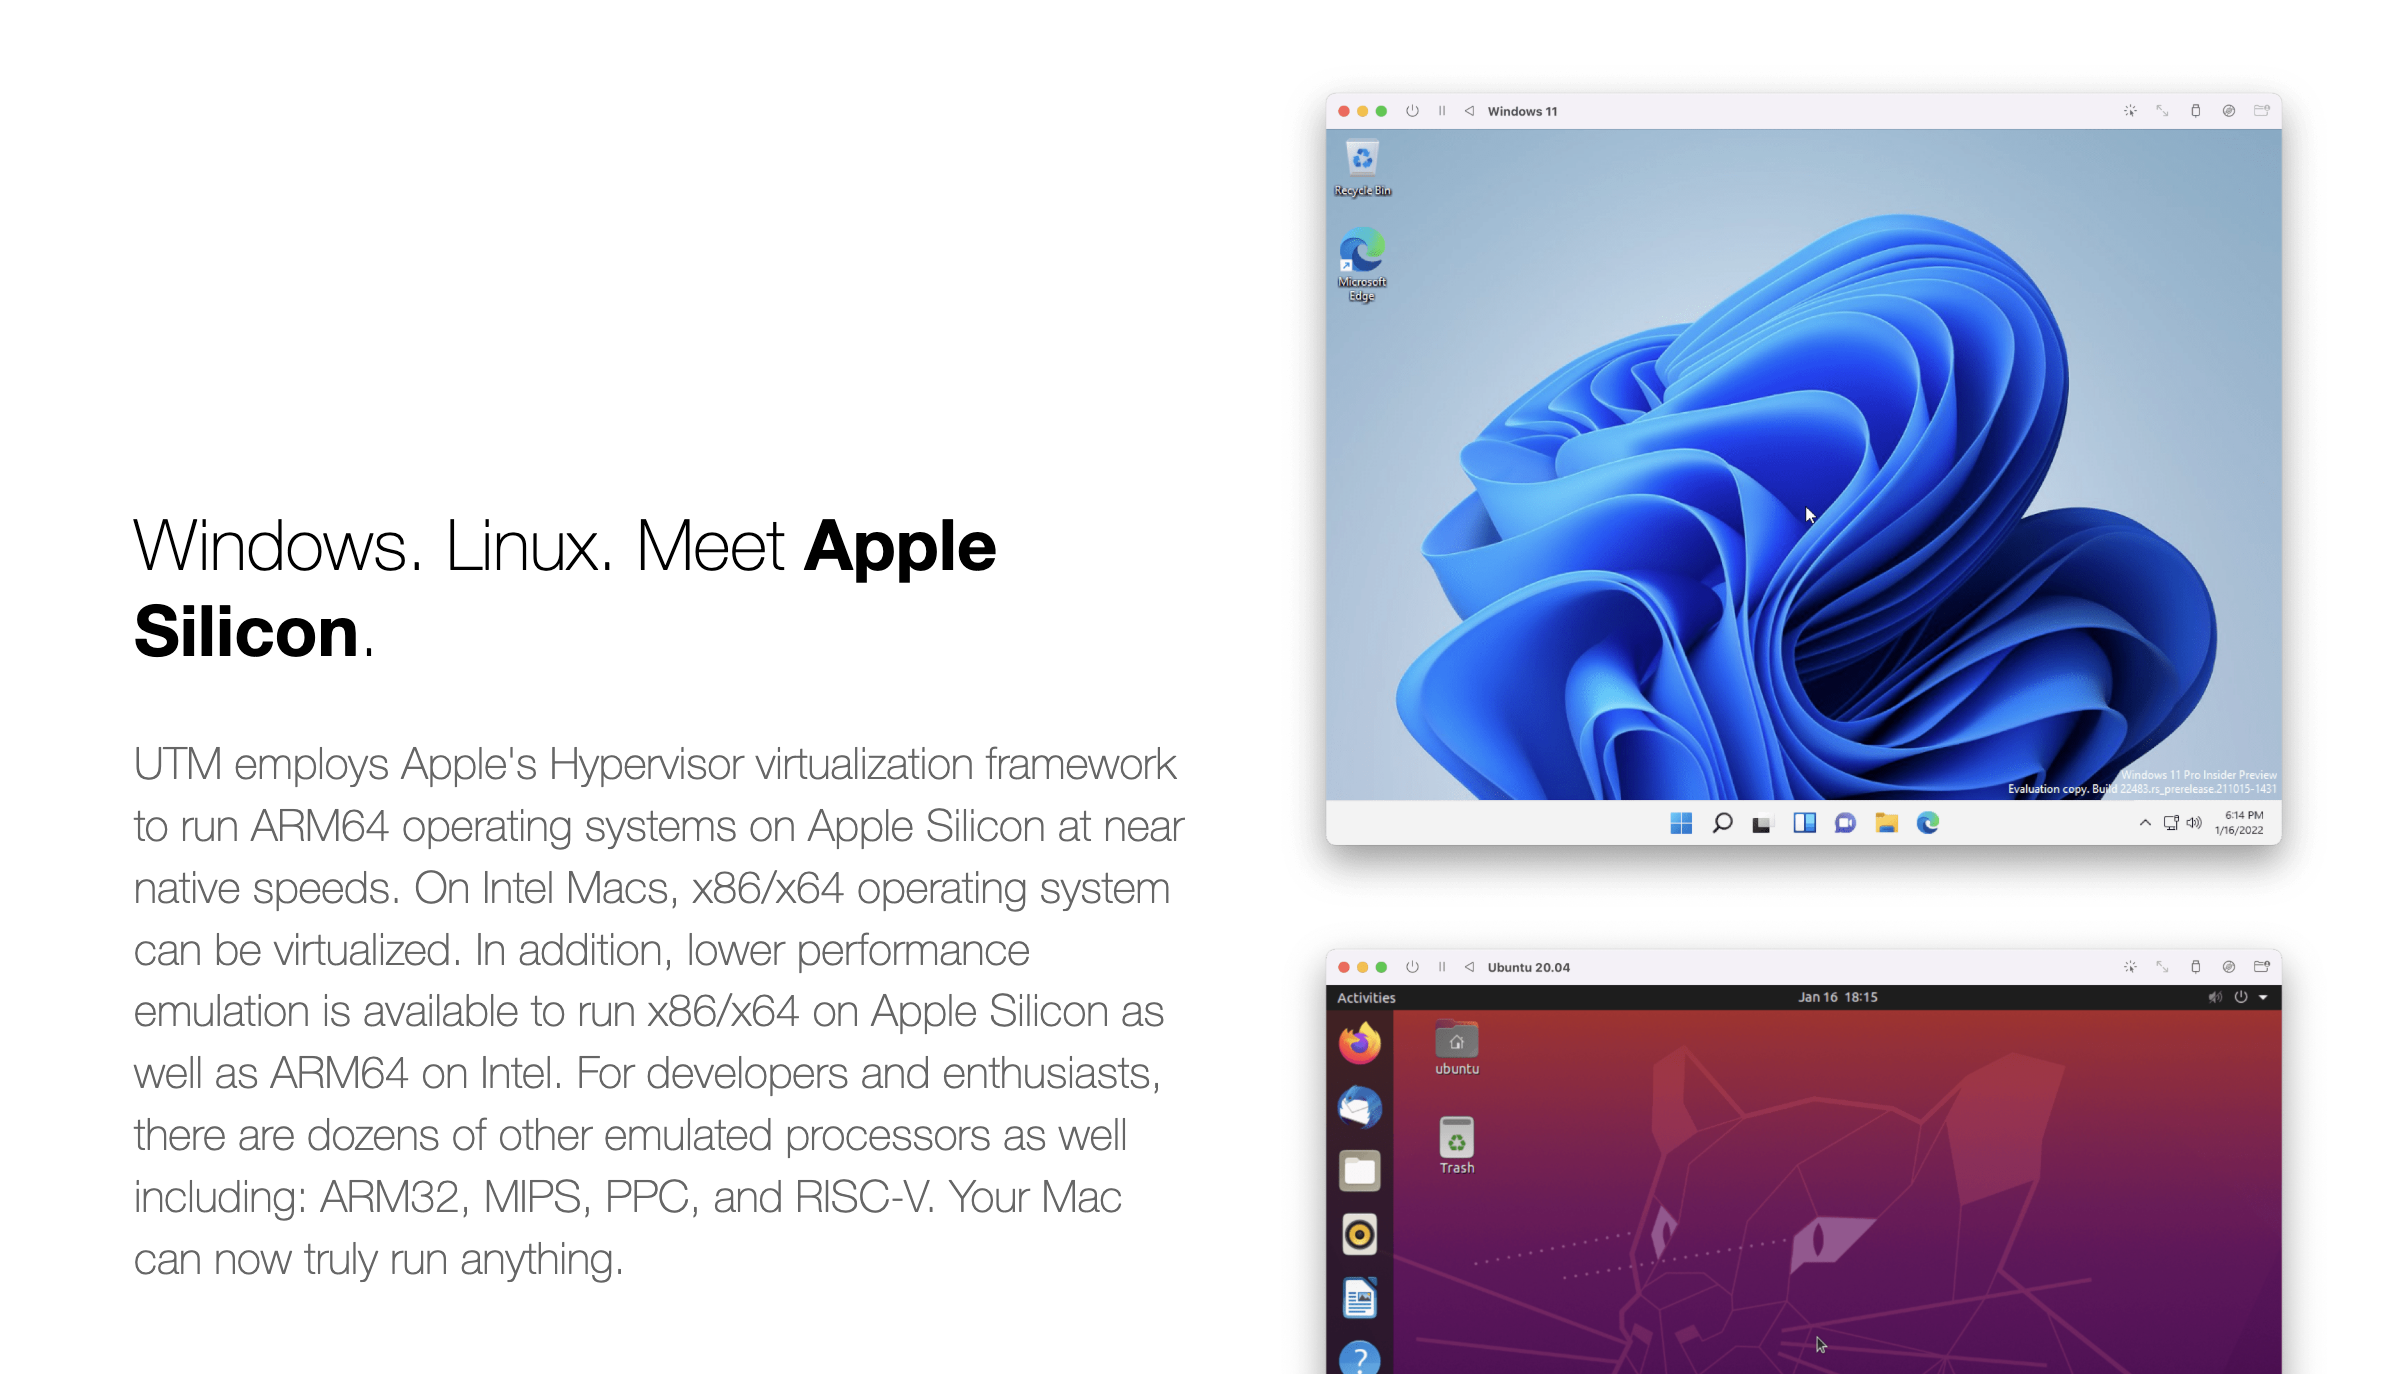 Windows. Linux. Meet Apple
Silicon.
UTM employs Apple's Hypervisor virtualization framework
to run ARM64 operating systems on Apple Silicon at near
native speeds. On Intel Macs, x86/x64 operating system
can be virtualized. In addition, lower performance
emulation is available to run x86/x64 on Apple Silicon as
well as ARM64 on Intel. For developers and enthusiasts,
there are dozens of other emulated processors as well
including: ARM32, MIPS, PPC, and RISC-V. Your Mac
can now truly run anything.
Windows 11
Recycle Bin
Microsoft
Edge
Windows 11 Pro Insider Preview
Evaluation copy. Build 22483.rs_prerelease.211015-1431
6:14 PM
1/16/2022
Ubuntu 20.04
Activities
Jan 16 18:15
ubuntu
Trash